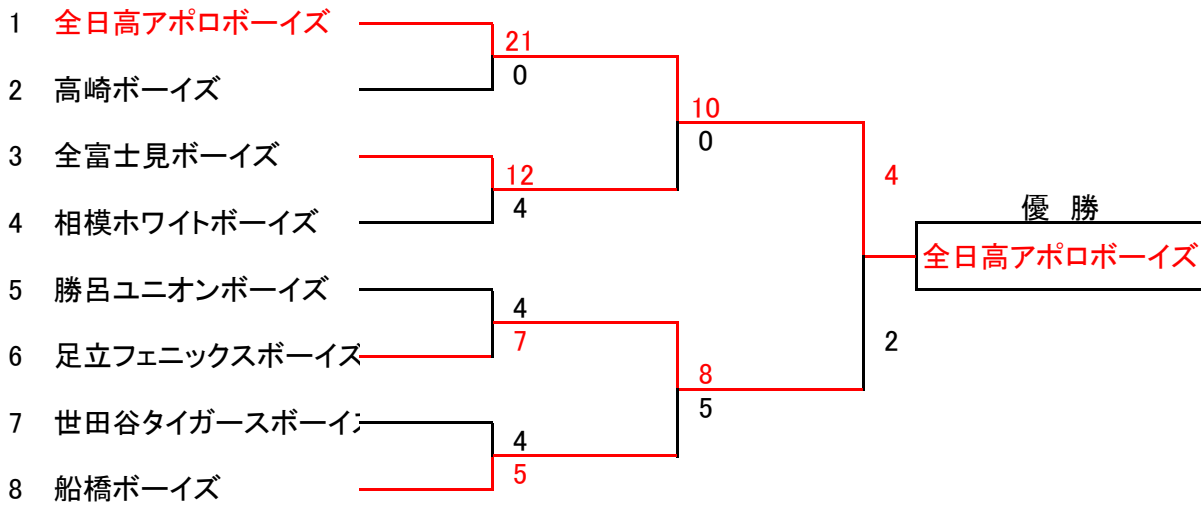 1 全日高アポロボーイズ
21
0
2 高崎ボーイズ
10
0
3 全富士見ボーイズ
12
4
4 相模ホワイトボーイズ
4
優 勝
全日高アポロボーイズ
2
5 勝呂ユニオンボーイズ
4
7
6 足立フェニックスボーイズ
8
5
7 世田谷タイガースボーイズ
4
5
8 船橋ボーイズ